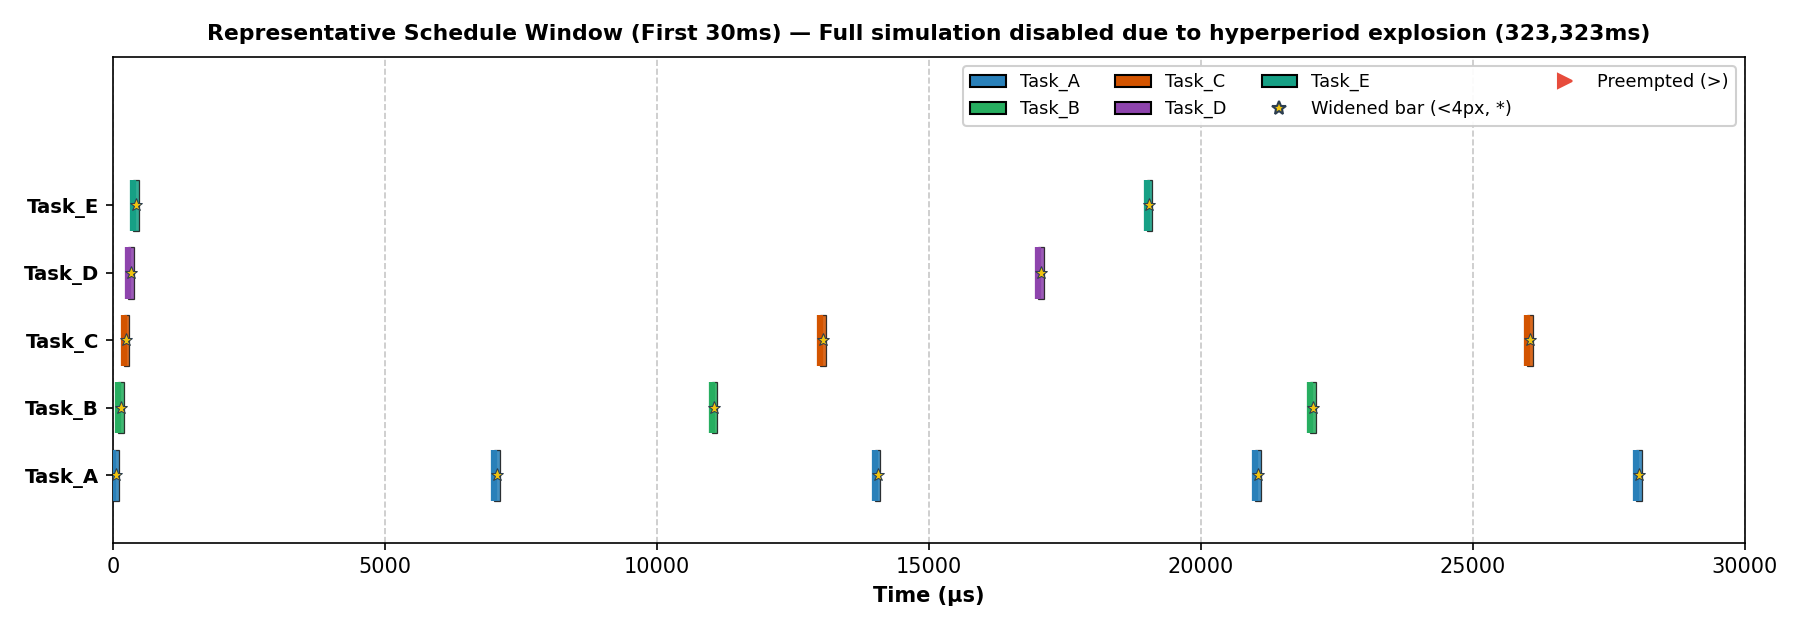 Representative Schedule Window (First 30ms) — Full simulation disabled due to hyperperiod explosion (323,323ms)
Task_A Task_C Task_E Preempted (>)
Task_B Task_D Widened bar (<4px, *)
Task_E
Task_D
Task_C
Task_B
Task_A
0 5000 10000 15000 20000 25000 30000
Time (µs)